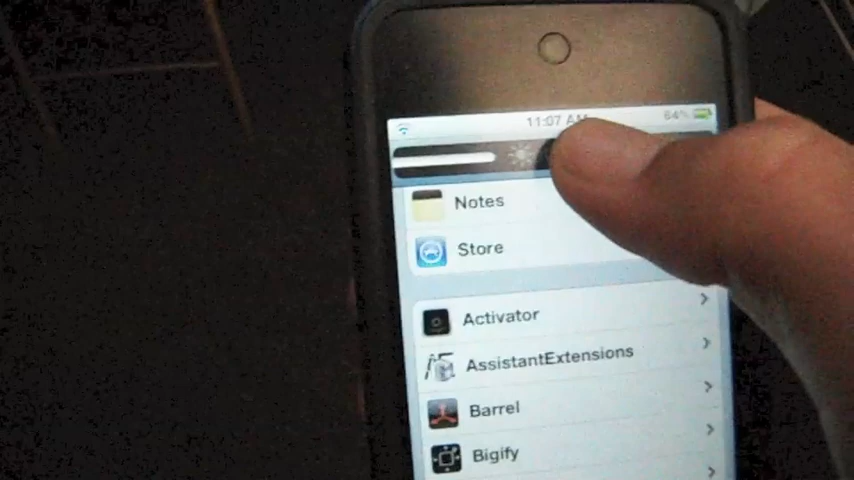 11:07 AM 64%
Notes
Store
Activator
AssistantExtensions
Barrel
Bigify